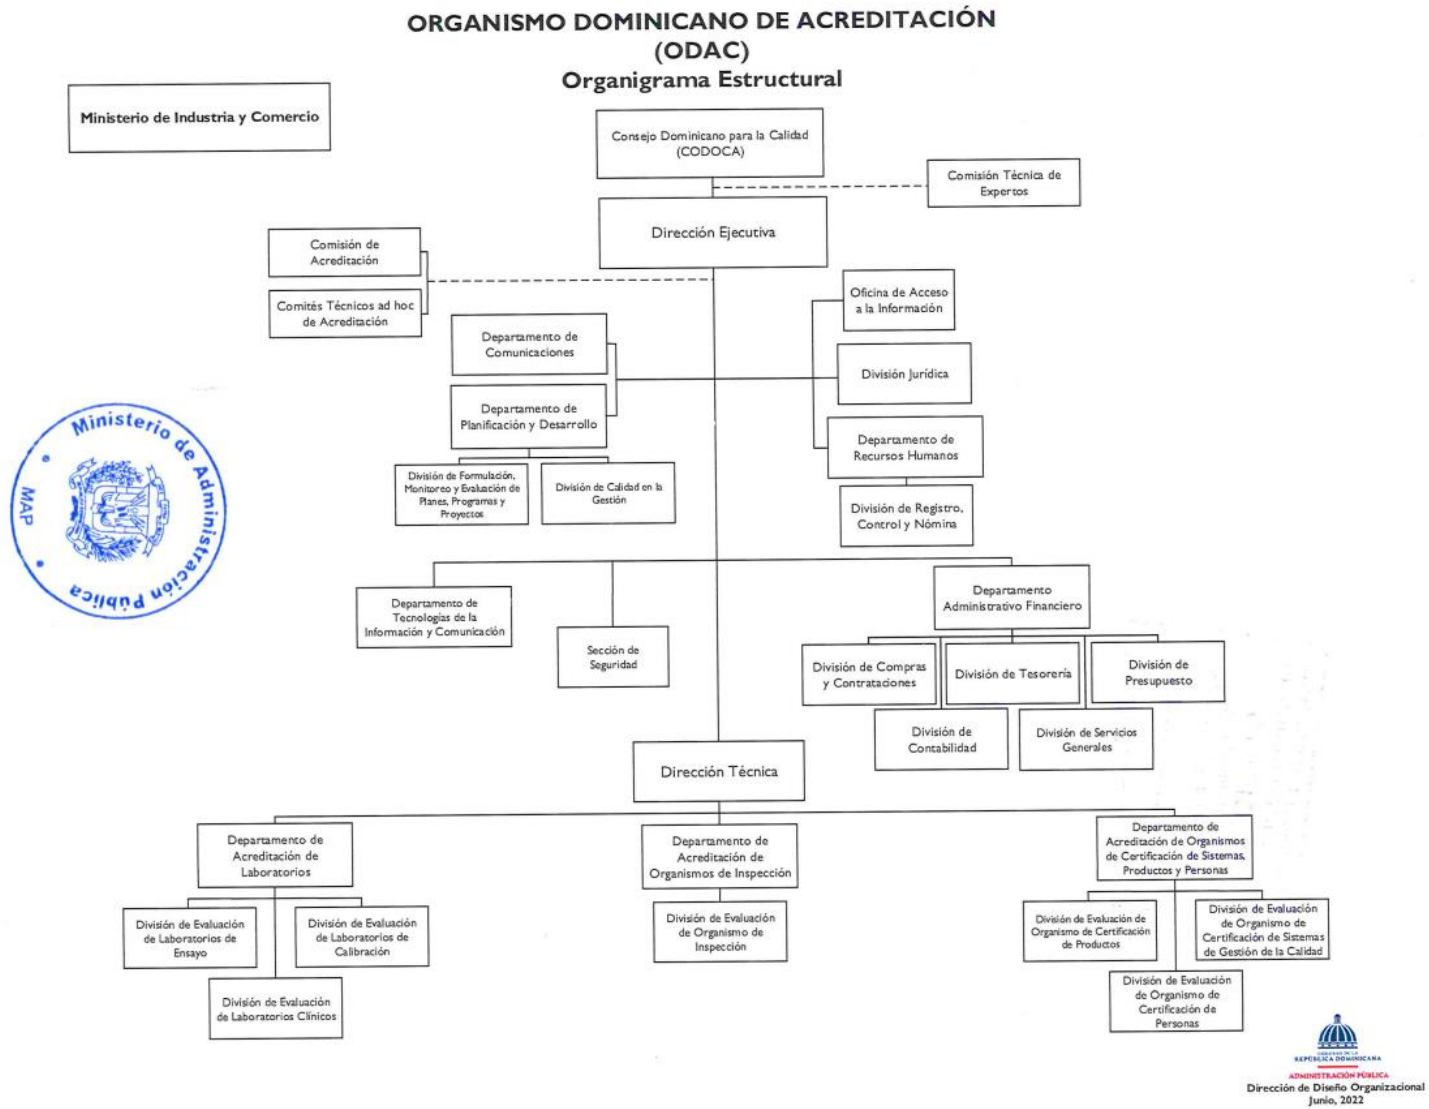 ORGANISMO DOMINICANO DE ACREDITACIÓN
(ODAC)
Organigrama Estructural
Ministerio de Industria y Comercio
Consejo Dominicano para la Calidad
(CODOCA)
Comisión Técnica de
Expertos
Dirección Ejecutiva
Comisión de
Acreditación
Comités Técnicos ad hoc
de Acreditación
Oficina de Acceso
a la Información
Departamento de
Comunicaciones
División Jurídica
Departamento de
Planificación y Desarrollo
Departamento de
Recursos Humanos
División de Formulación,
Monitoreo y Evaluación de
Planes, Programas y
Proyectos
División de Calidad en la
Gestión
División de Registro,
Control y Nómina
Ministerio de Administración Pública
MAP
Departamento de
Tecnologías de la
Información y Comunicación
Sección de
Seguridad
Departamento
Administrativo Financiero
División de Compras
y Contrataciones
División de Tesorería
División de
Presupuesto
División de
Contabilidad
División de Servicios
Generales
Dirección Técnica
Departamento de
Acreditación de
Laboratorios
Departamento de
Acreditación de
Organismos de Inspección
Departamento de
Acreditación de Organismos
de Certificación de Sistemas,
Productos y Personas
División de Evaluación
de Laboratorios de
Ensayo
División de Evaluación
de Laboratorios de
Calibración
División de Evaluación
de Laboratorios Clínicos
División de Evaluación
de Organismo de
Inspección
División de Evaluación de
Organismo de Certificación
de Productos
División de Evaluación
de Organismo de
Certificación de Sistemas
de Gestión de la Calidad
División de Evaluación
de Organismo de
Certificación de
Personas
GOBIERNO DE LA
REPÚBLICA DOMINICANA
ADMINISTRACIÓN PÚBLICA
Dirección de Diseño Organizacional
Junio, 2022